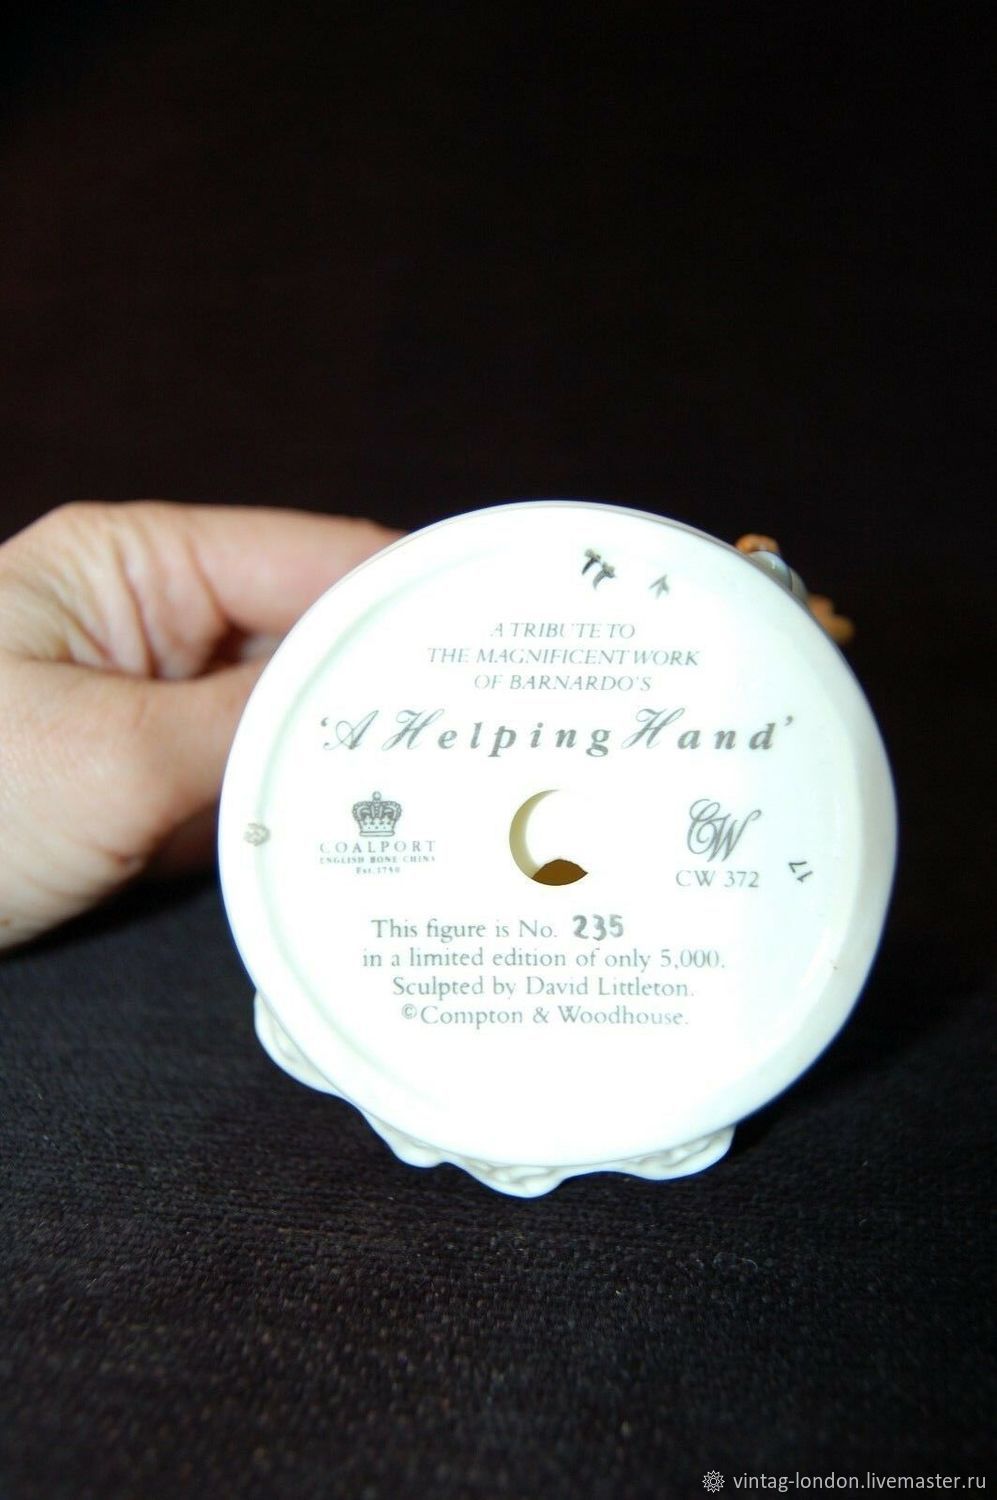 A TRIBUTE TO
THE MAGNIFICENT WORK
OF BARNARDO'S
'A Helping Hand'
COALPORT
ENGLISH BONE CHINA
Est. 1750
CW
CW 372
17
This figure is No. 235
in a limited edition of only 5,000.
Sculpted by David Littleton.
© Compton & Woodhouse.
vintag-london.livemaster.ru